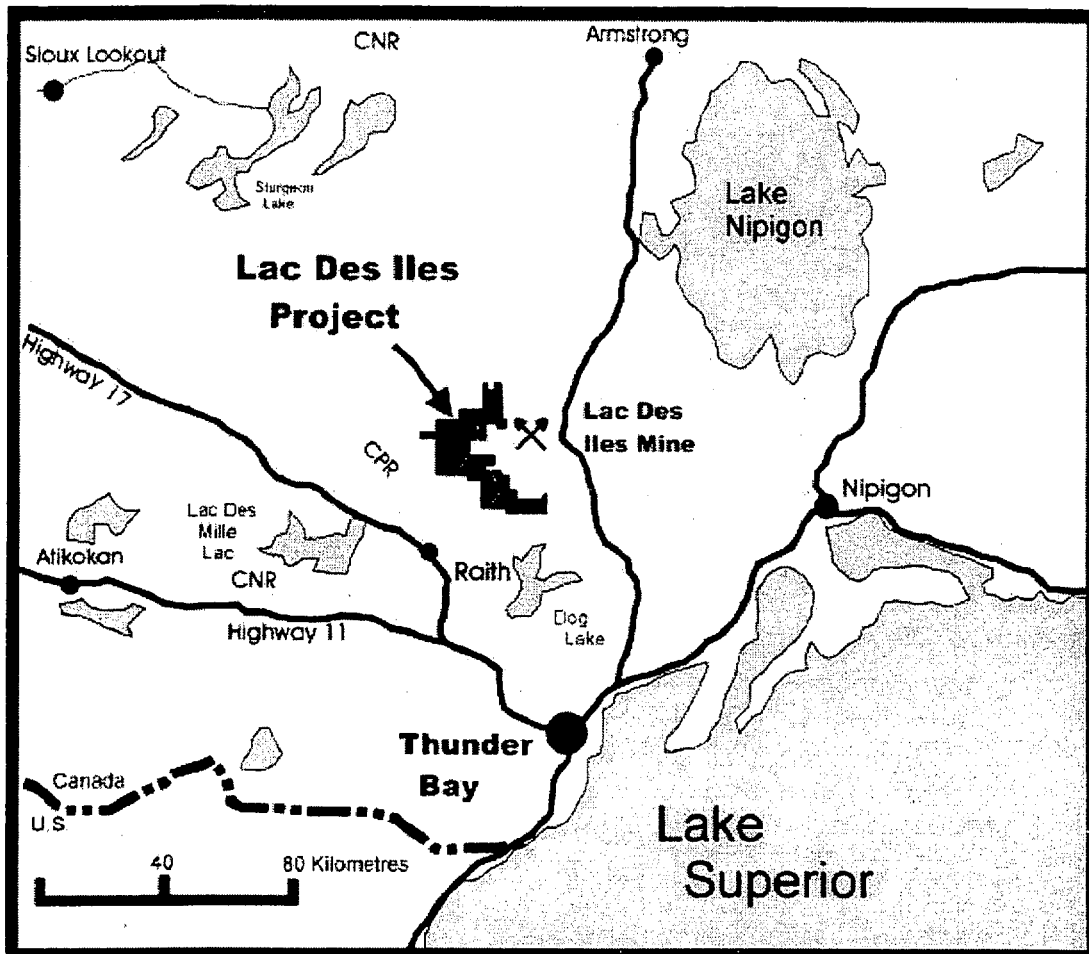 CNR
Armstrong
Sioux Lookout
Sturgeon
Lake
Lake
Nipigon
Lac Des Iles
Project
Highway 17
Lac Des
Iles Mine
CPR
Nipigon
Lac Des
Mille
Lac
Atikokan
CNR
Raith
Highway 11
Dog
Lake
Thunder
Bay
Canada
U.S.
Lake
Superior
40
80 Kilometres